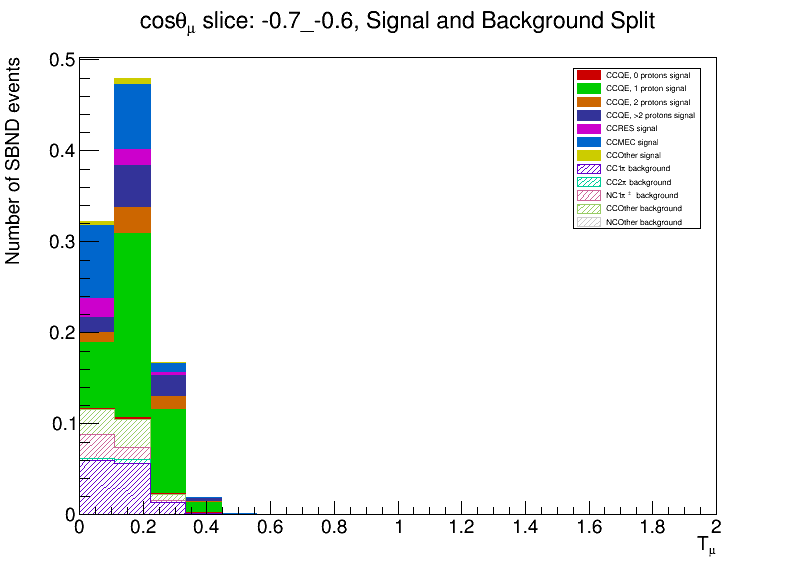 cosθμ slice: -0.7_-0.6, Signal and Background Split
Number of SBND events
0.5
0.4
0.3
0.2
0.1
0
CCQE, 0 protons signal
CCQE, 1 proton signal
CCQE, 2 protons signal
CCQE, >2 protons signal
CCRES signal
CCMEC signal
CCOther signal
CC1π background
CC2π background
NC1π ± background
CCOther background
NCOther background
0 0.2 0.4 0.6 0.8 1 1.2 1.4 1.6 1.8 2
Tμ